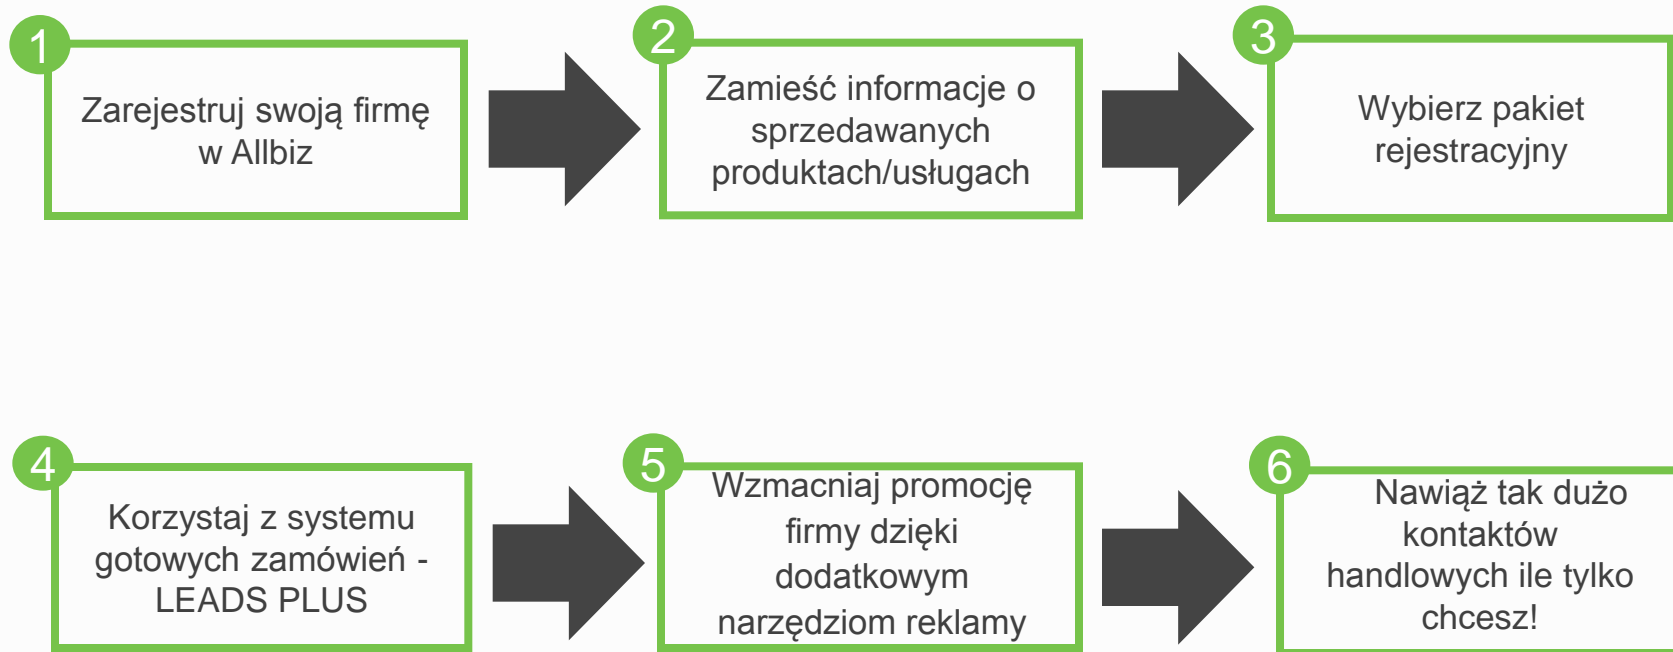 1
Zarejestruj swoją firmę
w Allbiz
2
Zamieść informacje o
sprzedawanych
produktach/usługach
3
Wybierz pakiet
rejestracyjny
4
Korzystaj z systemu
gotowych zamówień -
LEADS PLUS
5
Wzmacniaj promocję
firmy dzięki
dodatkowym
narzędziom reklamy
6
Nawiąż tak dużo
kontaktów
handlowych ile tylko
chcesz!